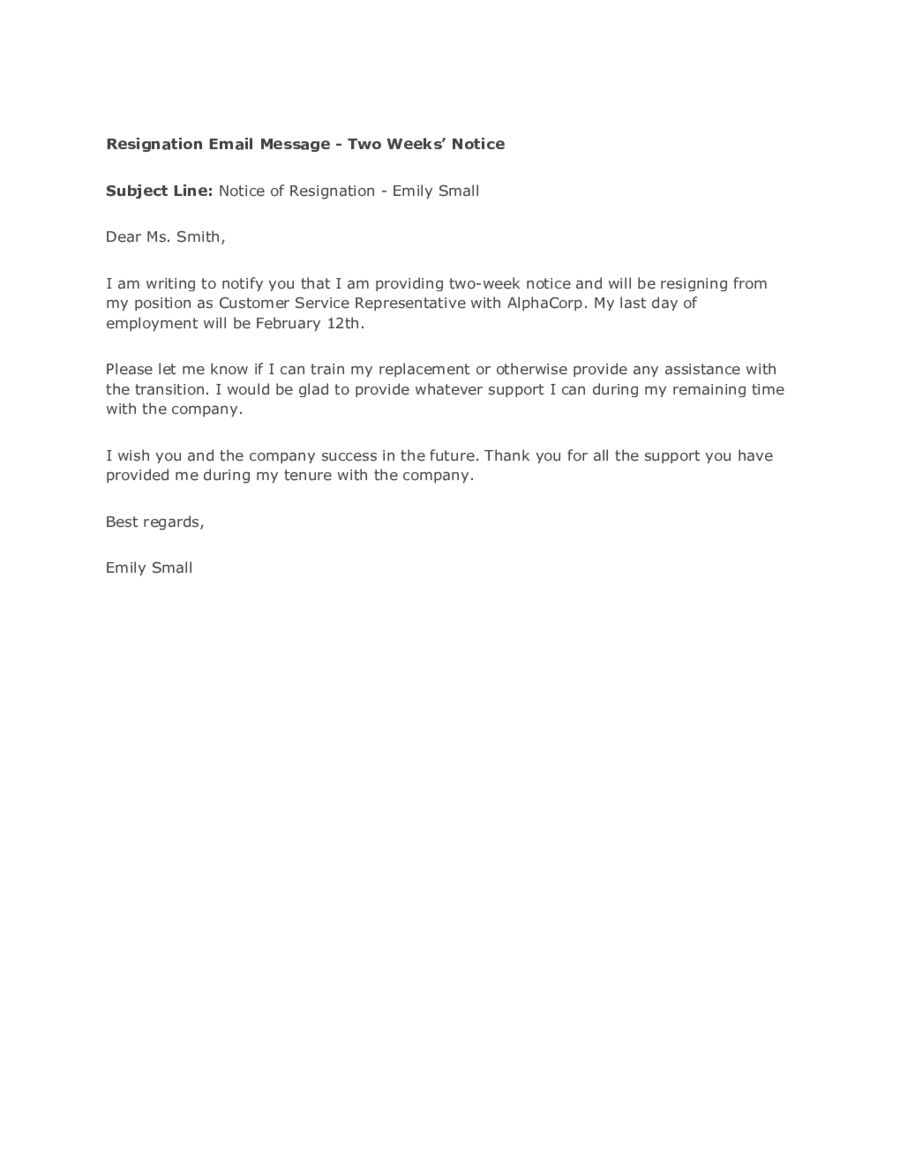 Resignation Email Message - Two Weeks’ Notice
Subject Line: Notice of Resignation - Emily Small
Dear Ms. Smith,
I am writing to notify you that I am providing two-week notice and will be resigning from
my position as Customer Service Representative with AlphaCorp. My last day of
employment will be February 12th.
Please let me know if I can train my replacement or otherwise provide any assistance with
the transition. I would be glad to provide whatever support I can during my remaining time
with the company.
I wish you and the company success in the future. Thank you for all the support you have
provided me during my tenure with the company.
Best regards,
Emily Small